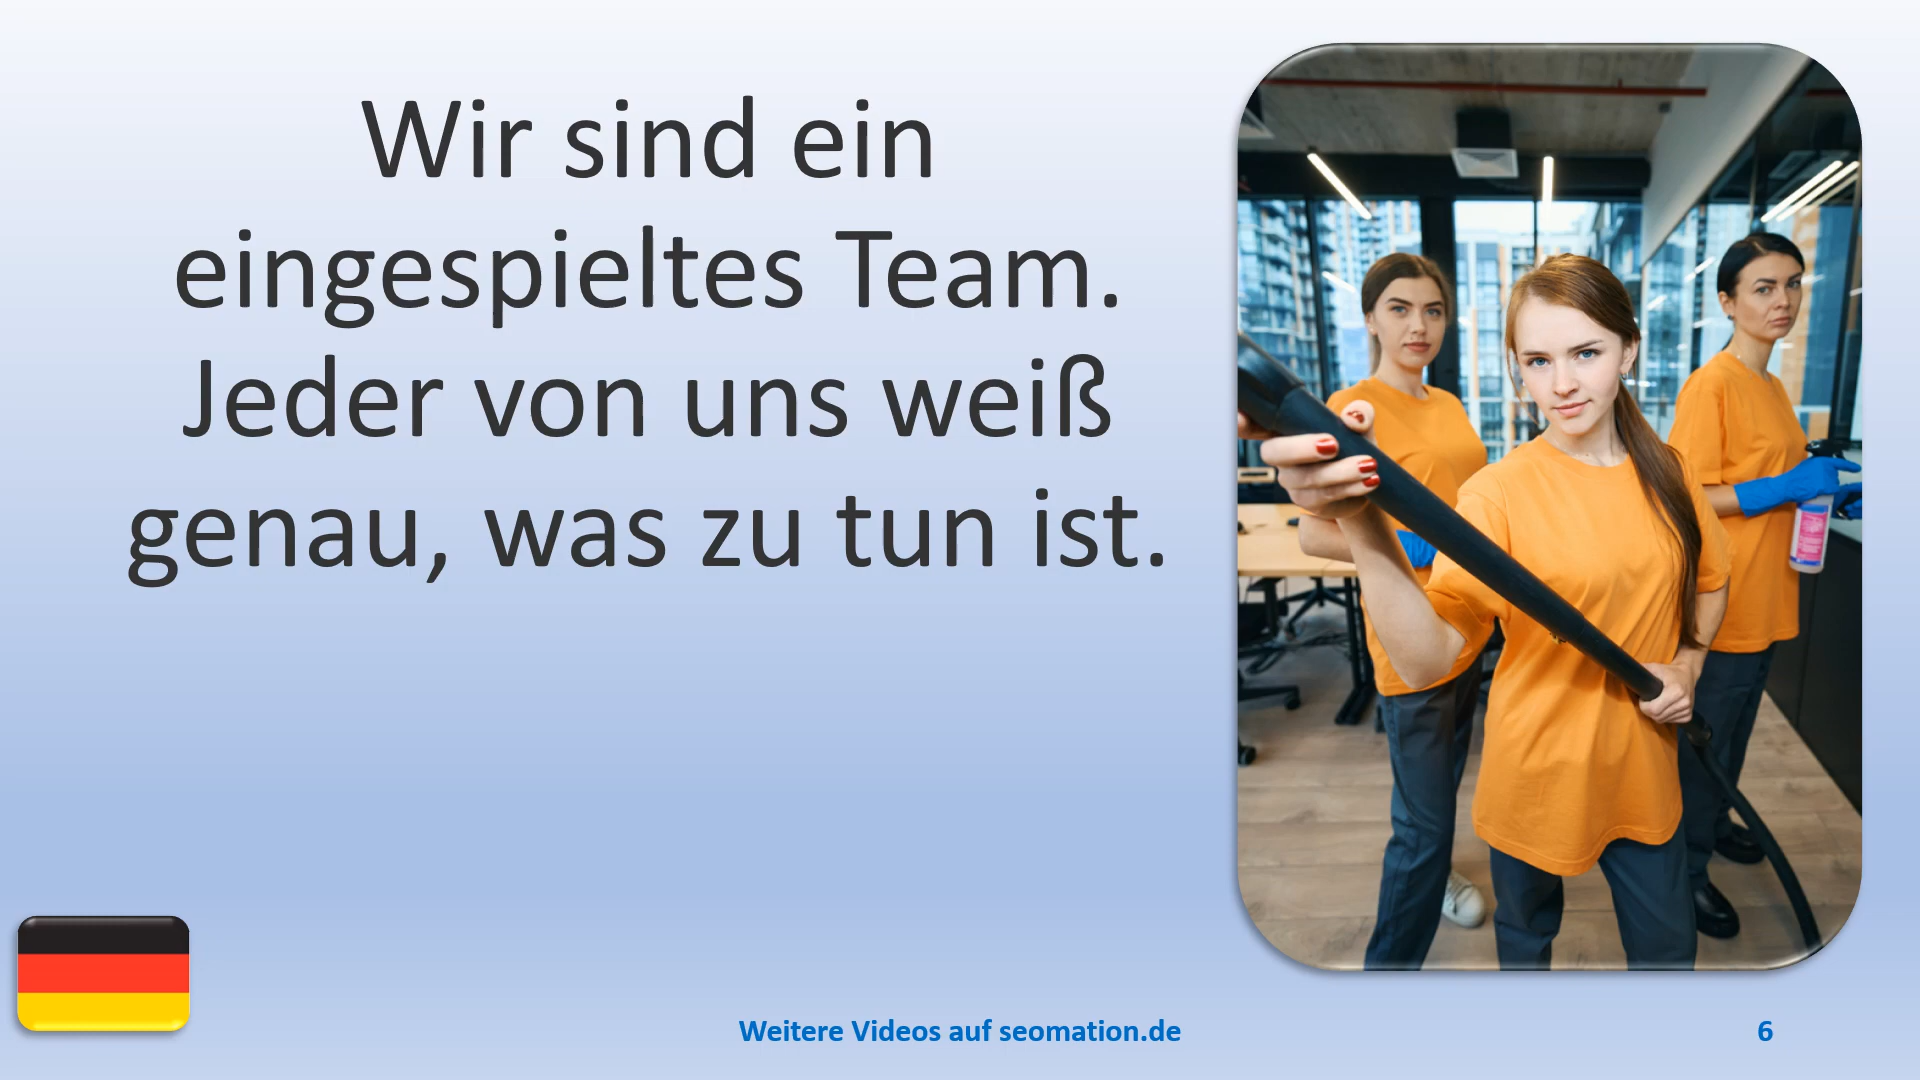 Wir sind ein
eingespieltes Team.
Jeder von uns weiß
genau, was zu tun ist.
Weitere Videos auf seomation.de
6